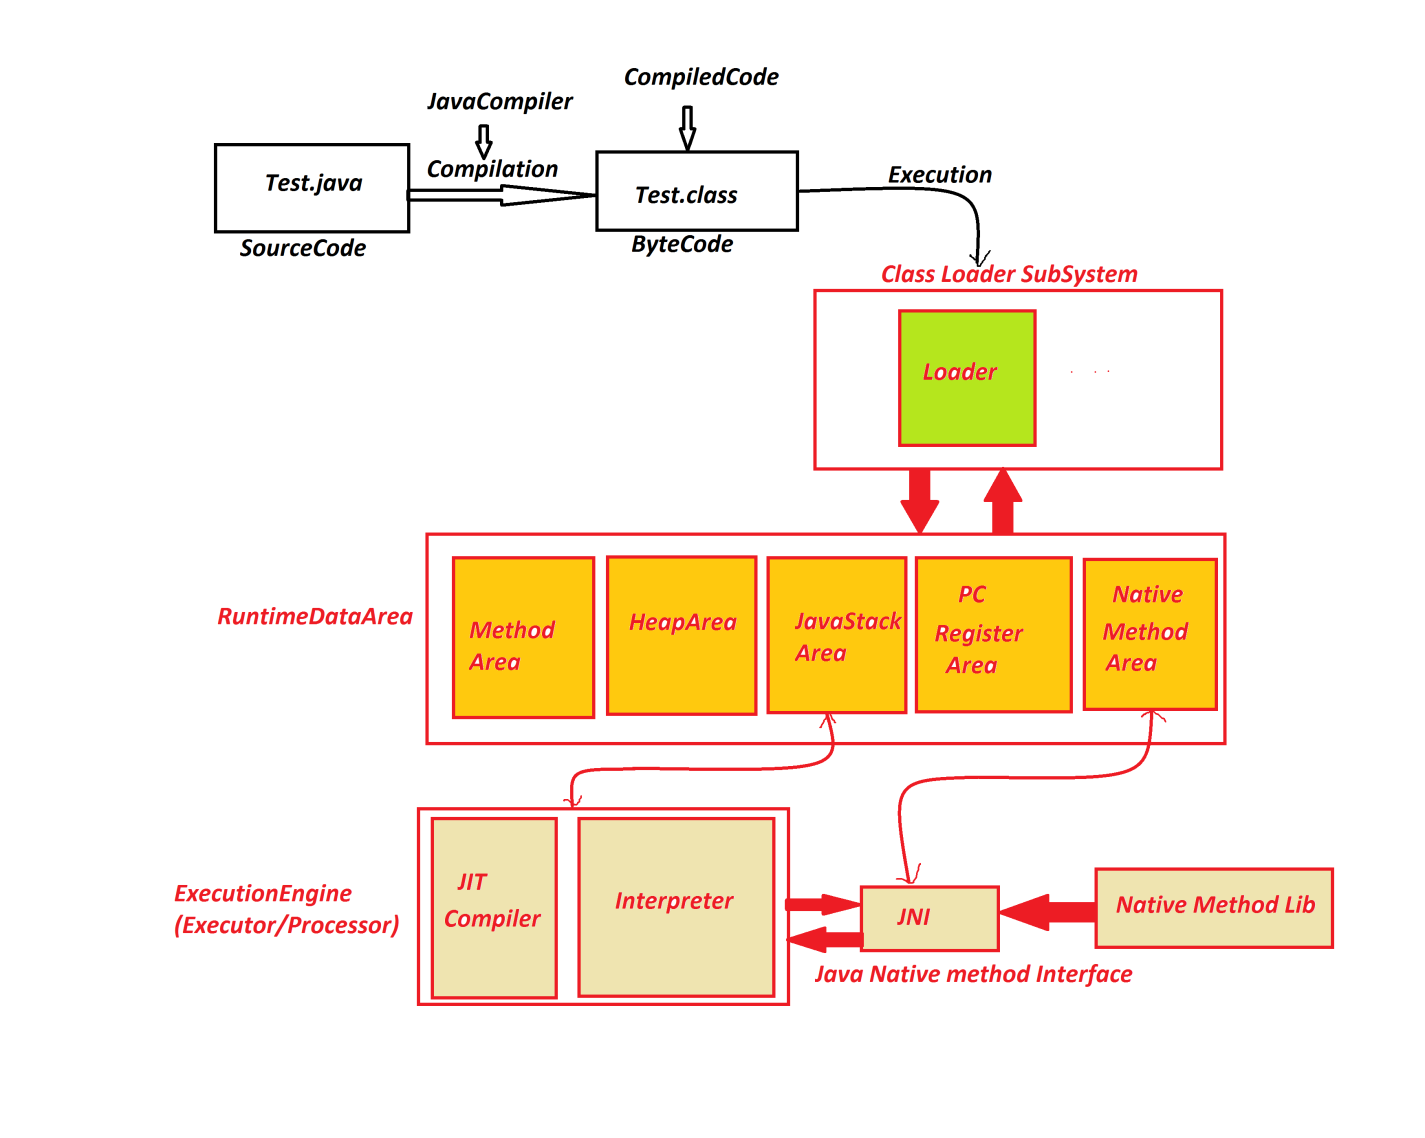 CompiledCode
JavaCompiler
Compilation
Test.java
Test.class
Execution
SourceCode
ByteCode
Class Loader SubSystem
Loader
. . .
RuntimeDataArea
Method
Area
HeapArea
JavaStack
Area
PC
Register
Area
Native
Method
Area
ExecutionEngine
(Executor/Processor)
JIT
Compiler
Interpreter
JNI
Native Method Lib
Java Native method Interface